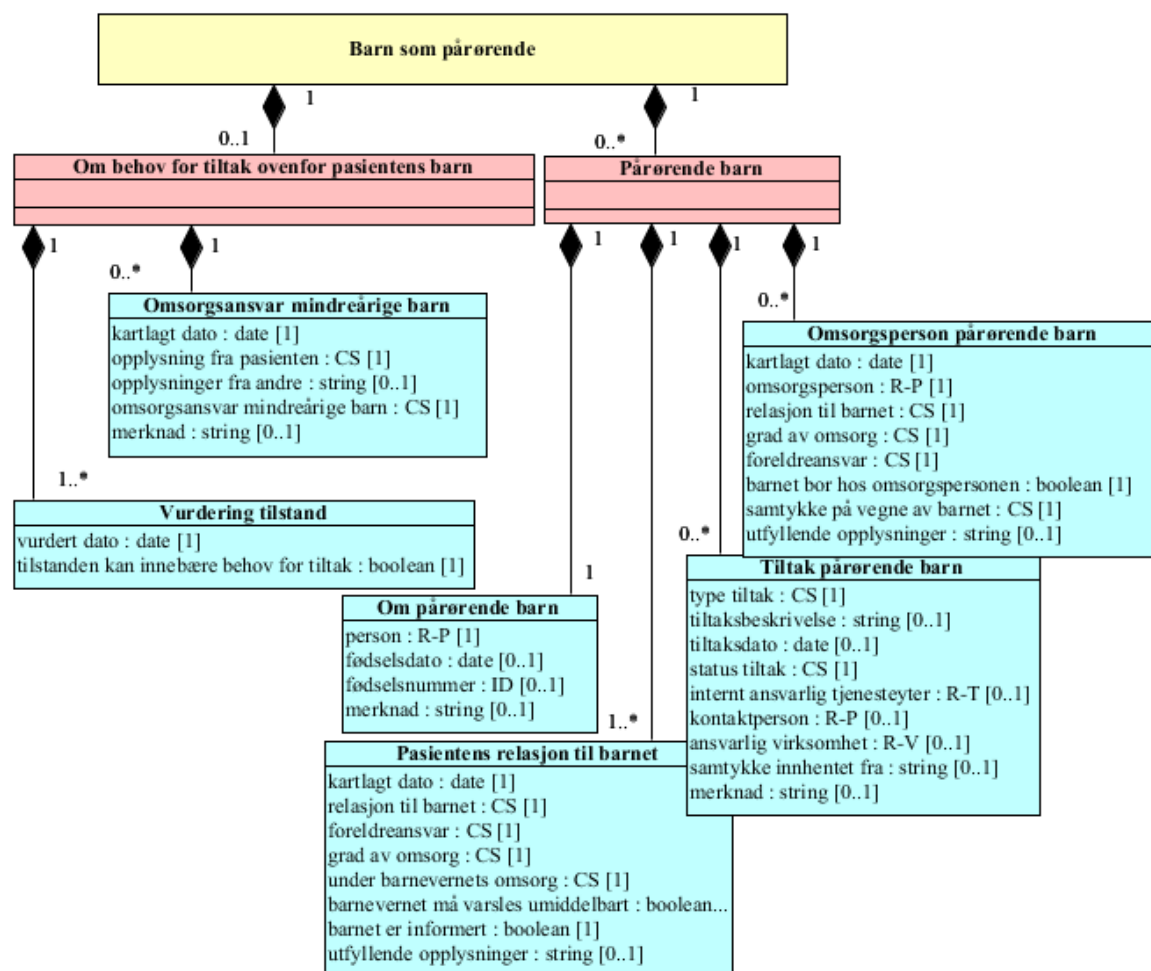 Barn som pårørende
1
1
0..1
0..*
Om behov for tiltak ovenfor pasientens barn
Pårørende barn
1
1
1
1
1
1
0..*
0..*
Omsorgsansvar mindreårige barn
kartlagt dato : date [1]
opplysning fra pasienten : CS [1]
opplysninger fra andre : string [0..1]
omsorgsansvar mindreårige barn : CS [1]
merknad : string [0..1]
Omsorgsperson pårørende barn
kartlagt dato : date [1]
omsorgsperson : R-P [1]
relasjon til barnet : CS [1]
grad av omsorg : CS [1]
foreldreansvar : CS [1]
barnet bor hos omsorgspersonen : boolean [1]
samtykke på vegne av barnet : CS [1]
utfyllende opplysninger : string [0..1]
1..*
Vurdering tilstand
vurdert dato : date [1]
tilstanden kan innebære behov for tiltak : boolean [1]
0..*
Tiltak pårørende barn
type tiltak : CS [1]
tiltaksbeskrivelse : string [0..1]
tiltaksdato : date [0..1]
status tiltak : CS [1]
internt ansvarlig tjenesteyter : R-T [0..1]
kontaktperson : R-P [0..1]
ansvarlig virksomhet : R-V [0..1]
samtykke innhentet fra : string [0..1]
merknad : string [0..1]
1
Om pårørende barn
person : R-P [1]
fødselsdato : date [0..1]
fødselsnummer : ID [0..1]
merknad : string [0..1]
1..*
Pasientens relasjon til barnet
kartlagt dato : date [1]
relasjon til barnet : CS [1]
foreldreansvar : CS [1]
grad av omsorg : CS [1]
under barnevernets omsorg : CS [1]
barnevernet må varsles umiddelbart : boolean...
barnet er informert : boolean [1]
utfyllende opplysninger : string [0..1]